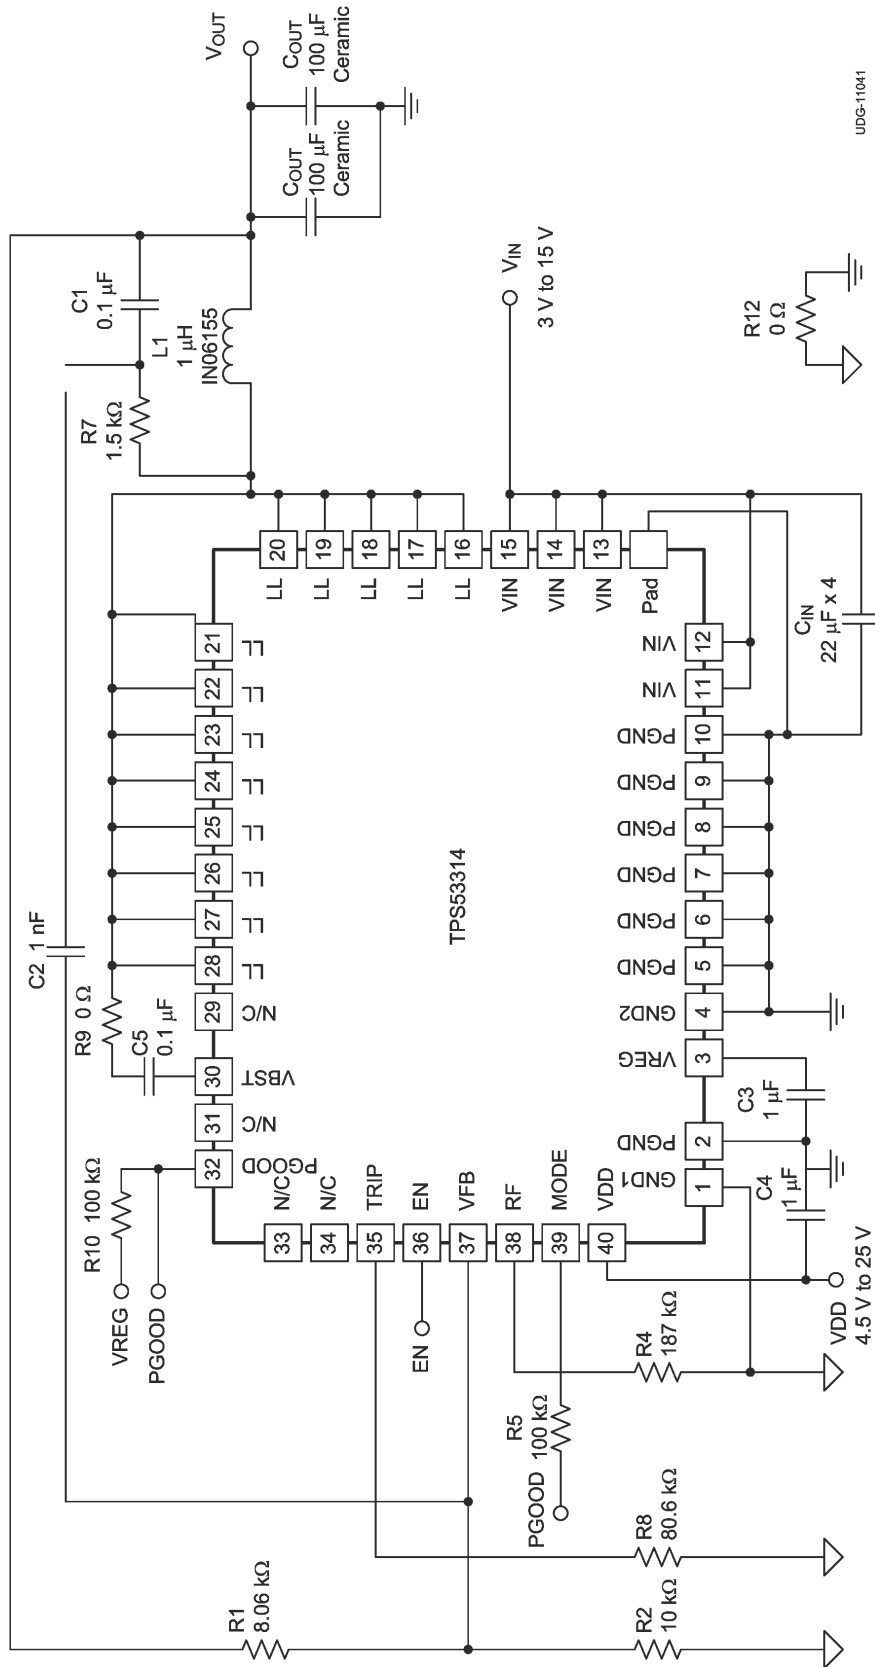 VOUT
COUT
100 µF
Ceramic
COUT
100 µF
Ceramic
UDG-11041
C1
0.1 µF
L1
1 µH
IN06155
R7
1.5 kΩ
VIN
3 V to 15 V
R12
0 Ω
C2 1 nF
R9 0 Ω
C5
0.1 µF
R10 100 kΩ
VREG
PGOOD
20
19
18
17
16
15
14
13
LL
LL
LL
LL
LL
VIN
VIN
VIN
Pad
21
LL
22
LL
23
LL
24
LL
25
LL
26
LL
27
LL
28
LL
29
N/C
30
VBST
31
N/C
32
PGOOD
TPS53314
VIN
12
VIN
11
PGND
10
PGND
9
PGND
8
PGND
7
PGND
6
PGND
5
GND2
4
VREG
3
PGND
2
GND1
1
CIN
22 µF x 4
C3
1 µF
C4
1 µF
N/C
N/C
TRIP
EN
VFB
RF
MODE
VDD
33
34
35
36
37
38
39
40
EN
VDD
4.5 V to 25 V
R4
187 kΩ
R5
100 kΩ
PGOOD
R8
80.6 kΩ
R1
8.06 kΩ
R2
10 kΩ